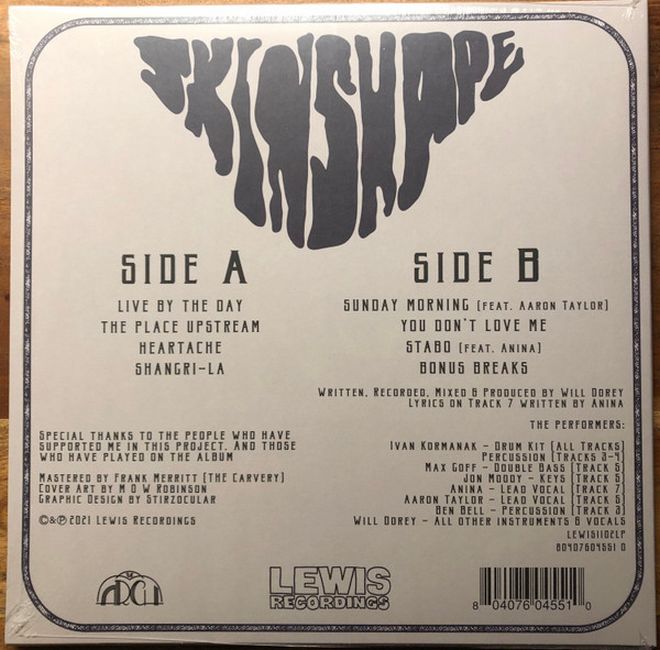 SKINSHAPE
SIDE A
LIVE BY THE DAY
THE PLACE UPSTREAM
HEARTACHE
SHANGRI-LA
SIDE B
SUNDAY MORNING [FEAT. AARON TAYLOR]
YOU DON'T LOVE ME
STABO [FEAT. ANINA]
BONUS BREAKS
WRITTEN, RECORDED, MIXED & PRODUCED BY WILL DOREY
LYRICS ON TRACK 7 WRITTEN BY ANINA
THE PERFORMERS:
IVAN KORMANAK – DRUM KIT [ALL TRACKS]
PERCUSSION [TRACKS 3-4]
MAX GOFF – DOUBLE BASS [TRACK 5]
JON MOODY – KEYS [TRACK 5]
ANINA – LEAD VOCAL [TRACK 7]
AARON TAYLOR – LEAD VOCAL [TRACK 5]
BEN BELL – PERCUSSION [TRACK 3]
WILL DOREY – ALL OTHER INSTRUMENTS & VOCALS
LEWIS1102LP
804076045510
SPECIAL THANKS TO THE PEOPLE WHO HAVE
SUPPORTED ME IN THIS PROJECT, AND THOSE
WHO HAVE PLAYED ON THE ALBUM
MASTERED BY FRANK MERRITT [THE CARVERY]
COVER ART BY M O W ROBINSON
GRAPHIC DESIGN BY STIRZOCULAR
©&℗ 2021 LEWIS RECORDINGS
LEWIS
RECORDINGS
8 04076 04551 0